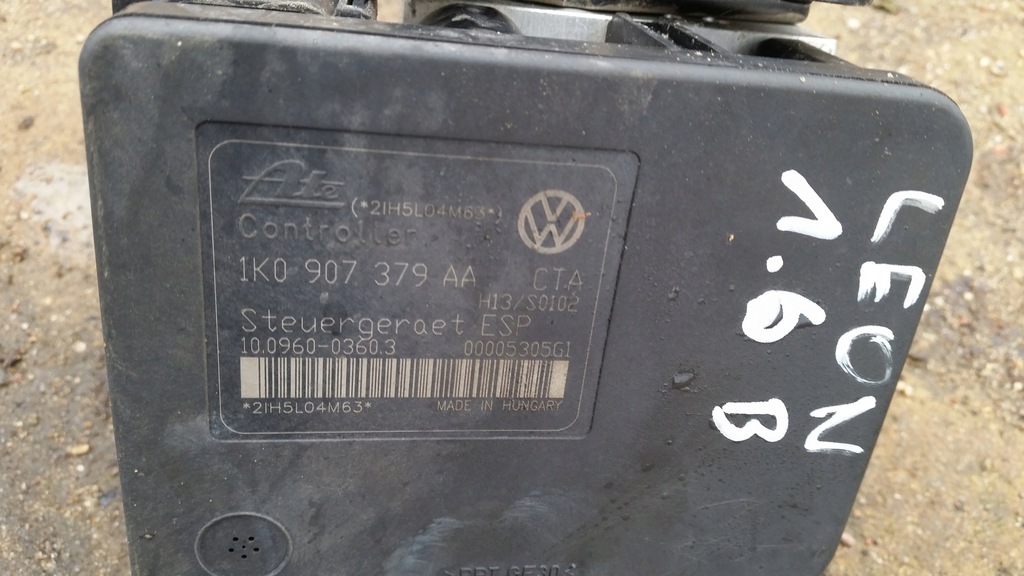 Ate
(*2IH5L04M63*)
Controller
1K0 907 379 AA CTA
H13/S0102
Steuergeraet ESP
10.0960-0360.3 00005305G1
*2IH5L04M63*
MADE IN HUNGARY
LEON
1.6 B